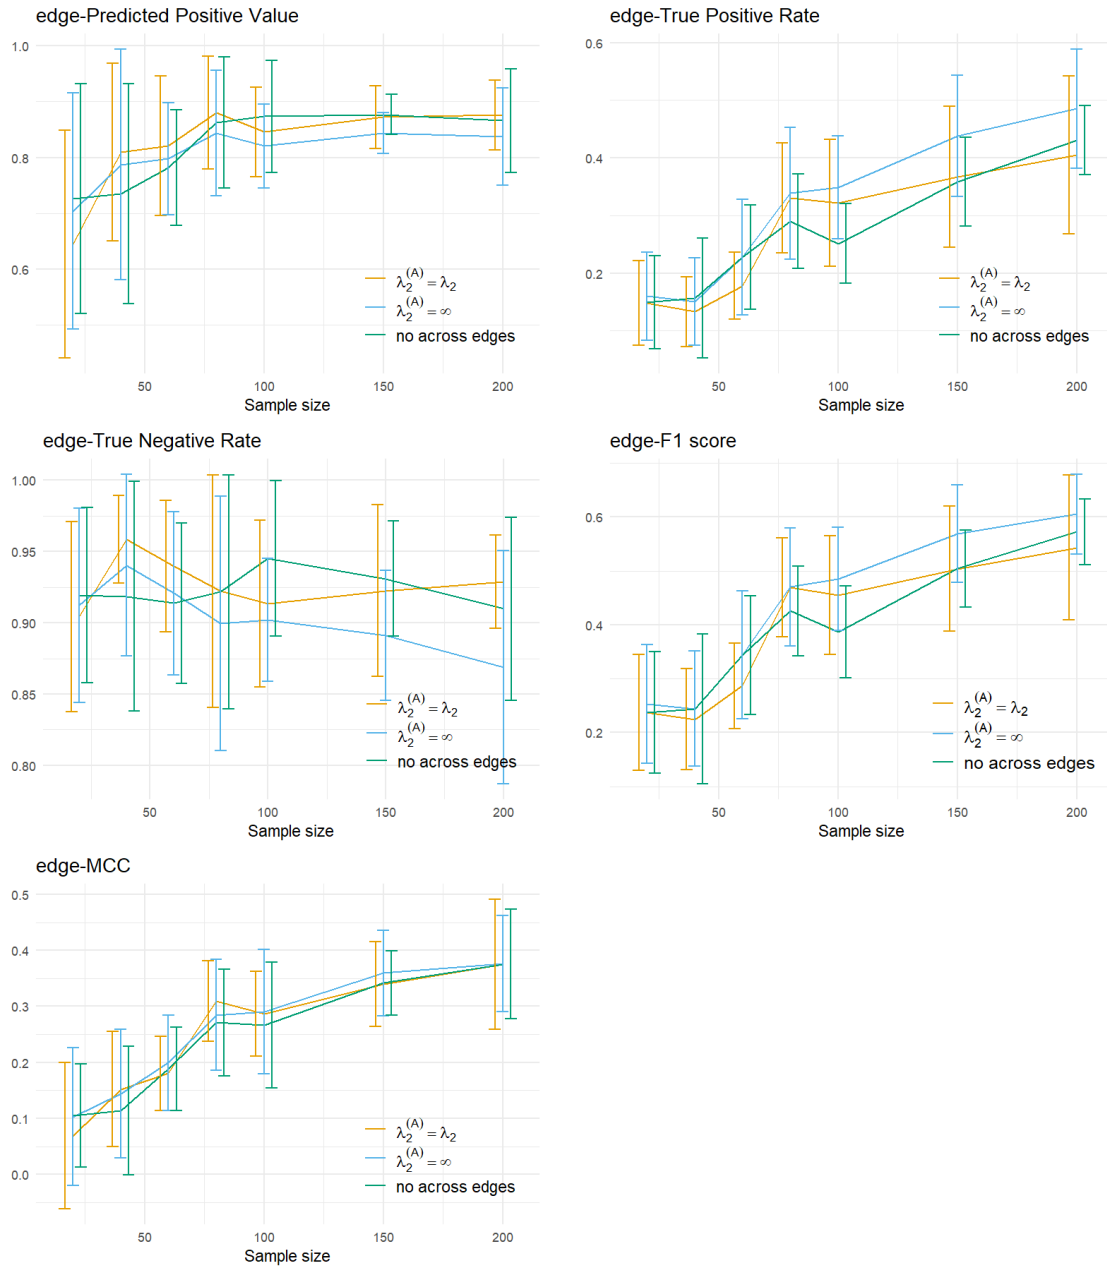 edge-Predicted Positive Value
1.0
0.8
0.6
λ₂⁽ᴬ⁾ = λ₂
λ₂⁽ᴬ⁾ = ∞
no across edges
50 100 150 200
Sample size
edge-True Positive Rate
0.6
0.4
0.2
λ₂⁽ᴬ⁾ = λ₂
λ₂⁽ᴬ⁾ = ∞
no across edges
50 100 150 200
Sample size
edge-True Negative Rate
1.00
0.95
0.90
0.85
0.80
λ₂⁽ᴬ⁾ = λ₂
λ₂⁽ᴬ⁾ = ∞
no across edges
50 100 150 200
Sample size
edge-F1 score
0.6
0.4
0.2
λ₂⁽ᴬ⁾ = λ₂
λ₂⁽ᴬ⁾ = ∞
no across edges
50 100 150 200
Sample size
edge-MCC
0.5
0.4
0.3
0.2
0.1
0.0
λ₂⁽ᴬ⁾ = λ₂
λ₂⁽ᴬ⁾ = ∞
no across edges
50 100 150 200
Sample size